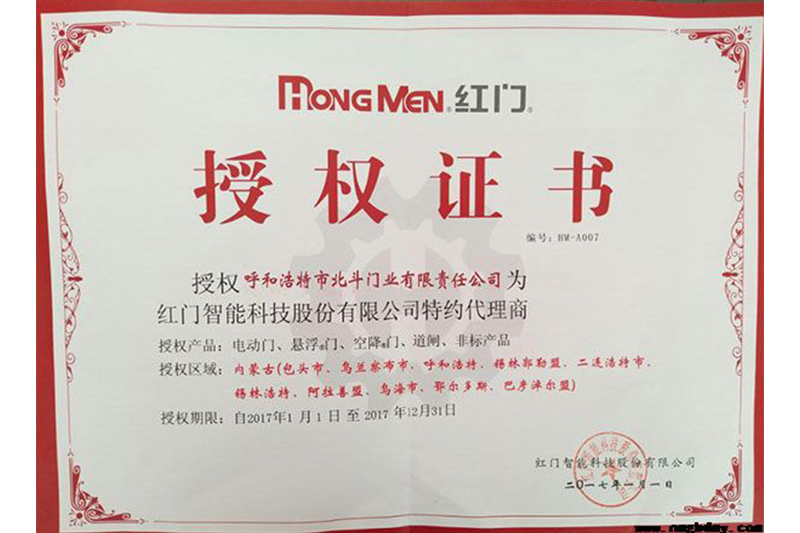 HONGMEN® 红门®
授权证书
编号：HM-A007
授权 呼和浩特市北斗门业有限责任公司 为
红门智能科技股份有限公司特约代理商
授权产品：电动门、悬浮®门、空降®门、道闸、非标产品
授权区域：内蒙古(包头市、乌兰察布市、呼和浩特、锡林郭勒盟、二连浩特市、
锡林浩特、阿拉善盟、乌海市、鄂尔多斯、巴彦淖尔盟)
授权期限：自2017年1月1日至2017年12月31日
红门智能科技股份有限公司
二〇一七年一月一日